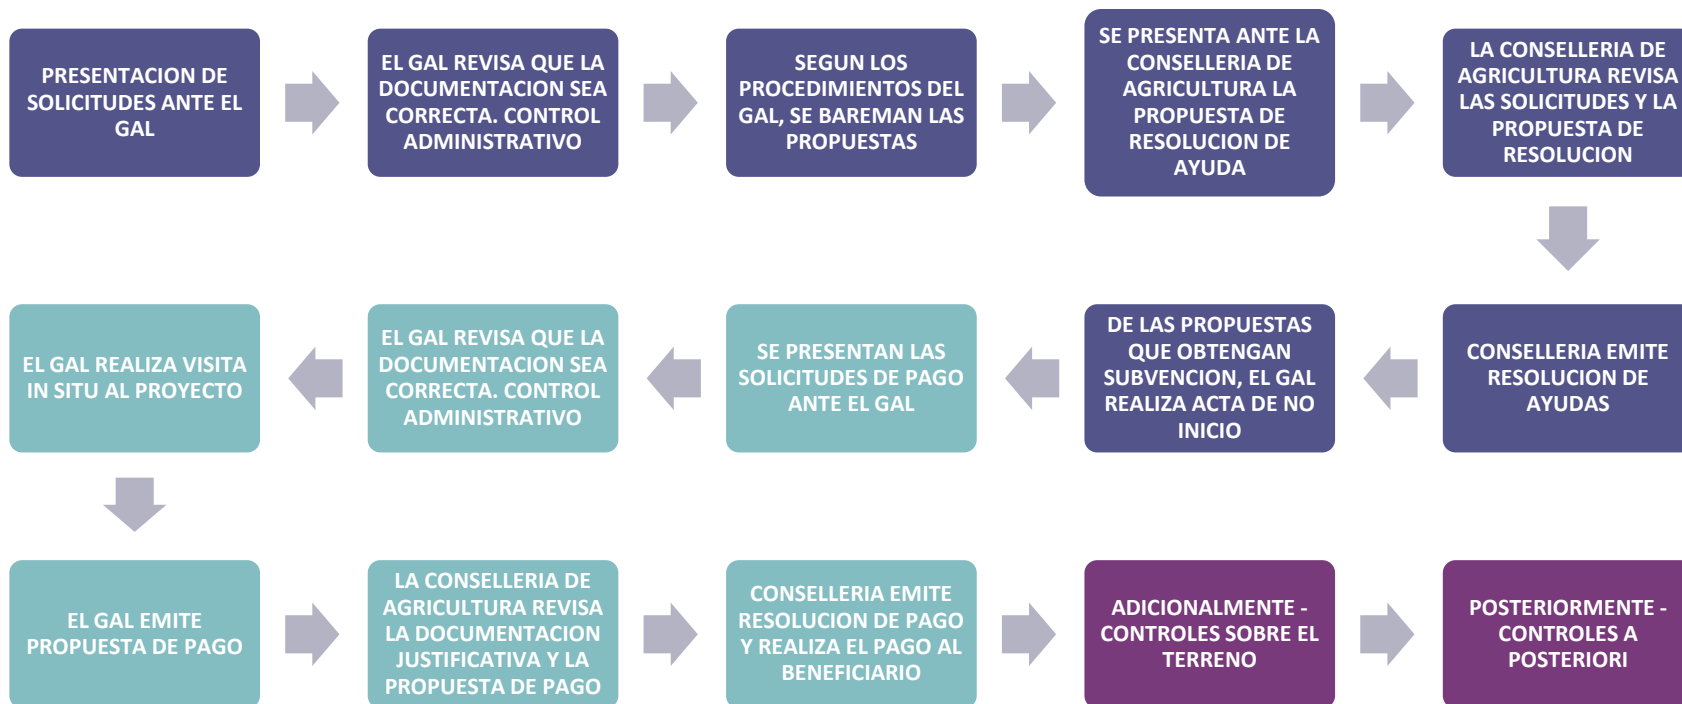 PRESENTACION DE
SOLICITUDES ANTE EL
GAL
EL GAL REVISA QUE LA
DOCUMENTACION SEA
CORRECTA. CONTROL
ADMINISTRATIVO
SEGUN LOS
PROCEDIMIENTOS DEL
GAL, SE BAREMAN LAS
PROPUESTAS
SE PRESENTA ANTE LA
CONSELLERIA DE
AGRICULTURA LA
PROPUESTA DE
RESOLUCION DE
AYUDA
LA CONSELLERIA DE
AGRICULTURA REVISA
LAS SOLICITUDES Y LA
PROPUESTA DE
RESOLUCION
CONSELLERIA EMITE
RESOLUCION DE
AYUDAS
DE LAS PROPUESTAS
QUE OBTENGAN
SUBVENCION, EL GAL
REALIZA ACTA DE NO
INICIO
SE PRESENTAN LAS
SOLICITUDES DE PAGO
ANTE EL GAL
EL GAL REVISA QUE LA
DOCUMENTACION SEA
CORRECTA. CONTROL
ADMINISTRATIVO
EL GAL REALIZA VISITA
IN SITU AL PROYECTO
EL GAL EMITE
PROPUESTA DE PAGO
LA CONSELLERIA DE
AGRICULTURA REVISA
LA DOCUMENTACION
JUSTIFICATIVA Y LA
PROPUESTA DE PAGO
CONSELLERIA EMITE
RESOLUCION DE PAGO
Y REALIZA EL PAGO AL
BENEFICIARIO
ADICIONALMENTE -
CONTROLES SOBRE EL
TERRENO
POSTERIORMENTE -
CONTROLES A
POSTERIORI